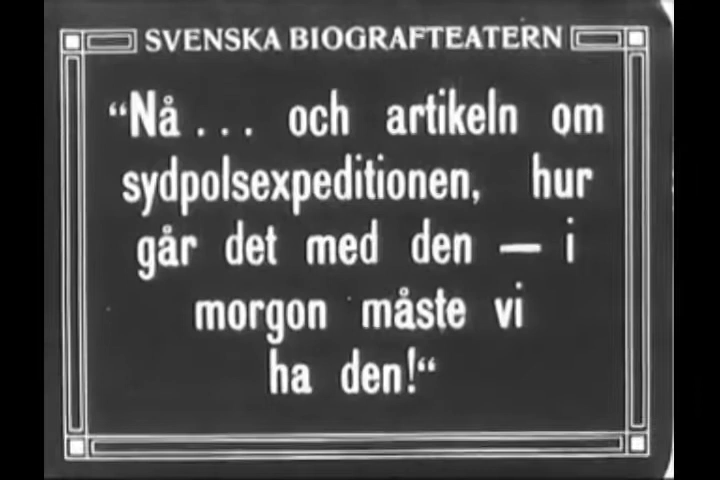 SVENSKA BIOGRAFTEATERN
“Nå... och artikeln om
sydpolsexpeditionen, hur
går det med den — i
morgon måste vi
ha den!“